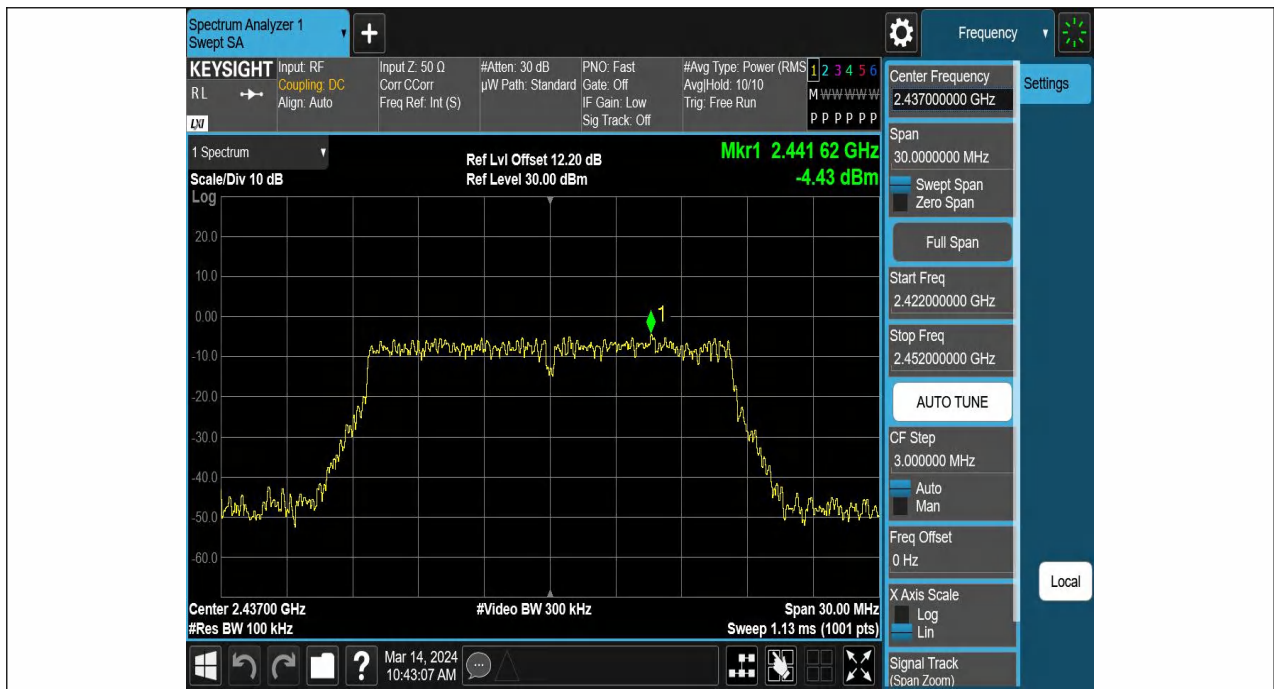 Spectrum Analyzer 1
Swept SA
+
Frequency
KEYSIGHT
RL
LXI
Input: RF
Coupling: DC
Align: Auto
Input Z: 50 Ω
Corr CCorr
Freq Ref: Int (S)
#Atten: 30 dB
µW Path: Standard
PNO: Fast
Gate: Off
IF Gain: Low
Sig Track: Off
#Avg Type: Power (RMS
Avg|Hold: 10/10
Trig: Free Run
1 2 3 4 5 6
M W W W W W
P P P P P P
1 Spectrum
Scale/Div 10 dB
Ref Lvl Offset 12.20 dB
Ref Level 30.00 dBm
Mkr1 2.441 62 GHz
-4.43 dBm
Log
20.0
10.0
0.00
-10.0
-20.0
-30.0
-40.0
-50.0
-60.0
1
Center 2.43700 GHz
#Res BW 100 kHz
#Video BW 300 kHz
Span 30.00 MHz
Sweep 1.13 ms (1001 pts)
Center Frequency
2.437000000 GHz
Span
30.0000000 MHz
Swept Span
Zero Span
Full Span
Start Freq
2.422000000 GHz
Stop Freq
2.452000000 GHz
AUTO TUNE
CF Step
3.000000 MHz
Auto
Man
Freq Offset
0 Hz
X Axis Scale
Log
Lin
Signal Track
(Span Zoom)
Settings
Local
?
Mar 14, 2024
10:43:07 AM